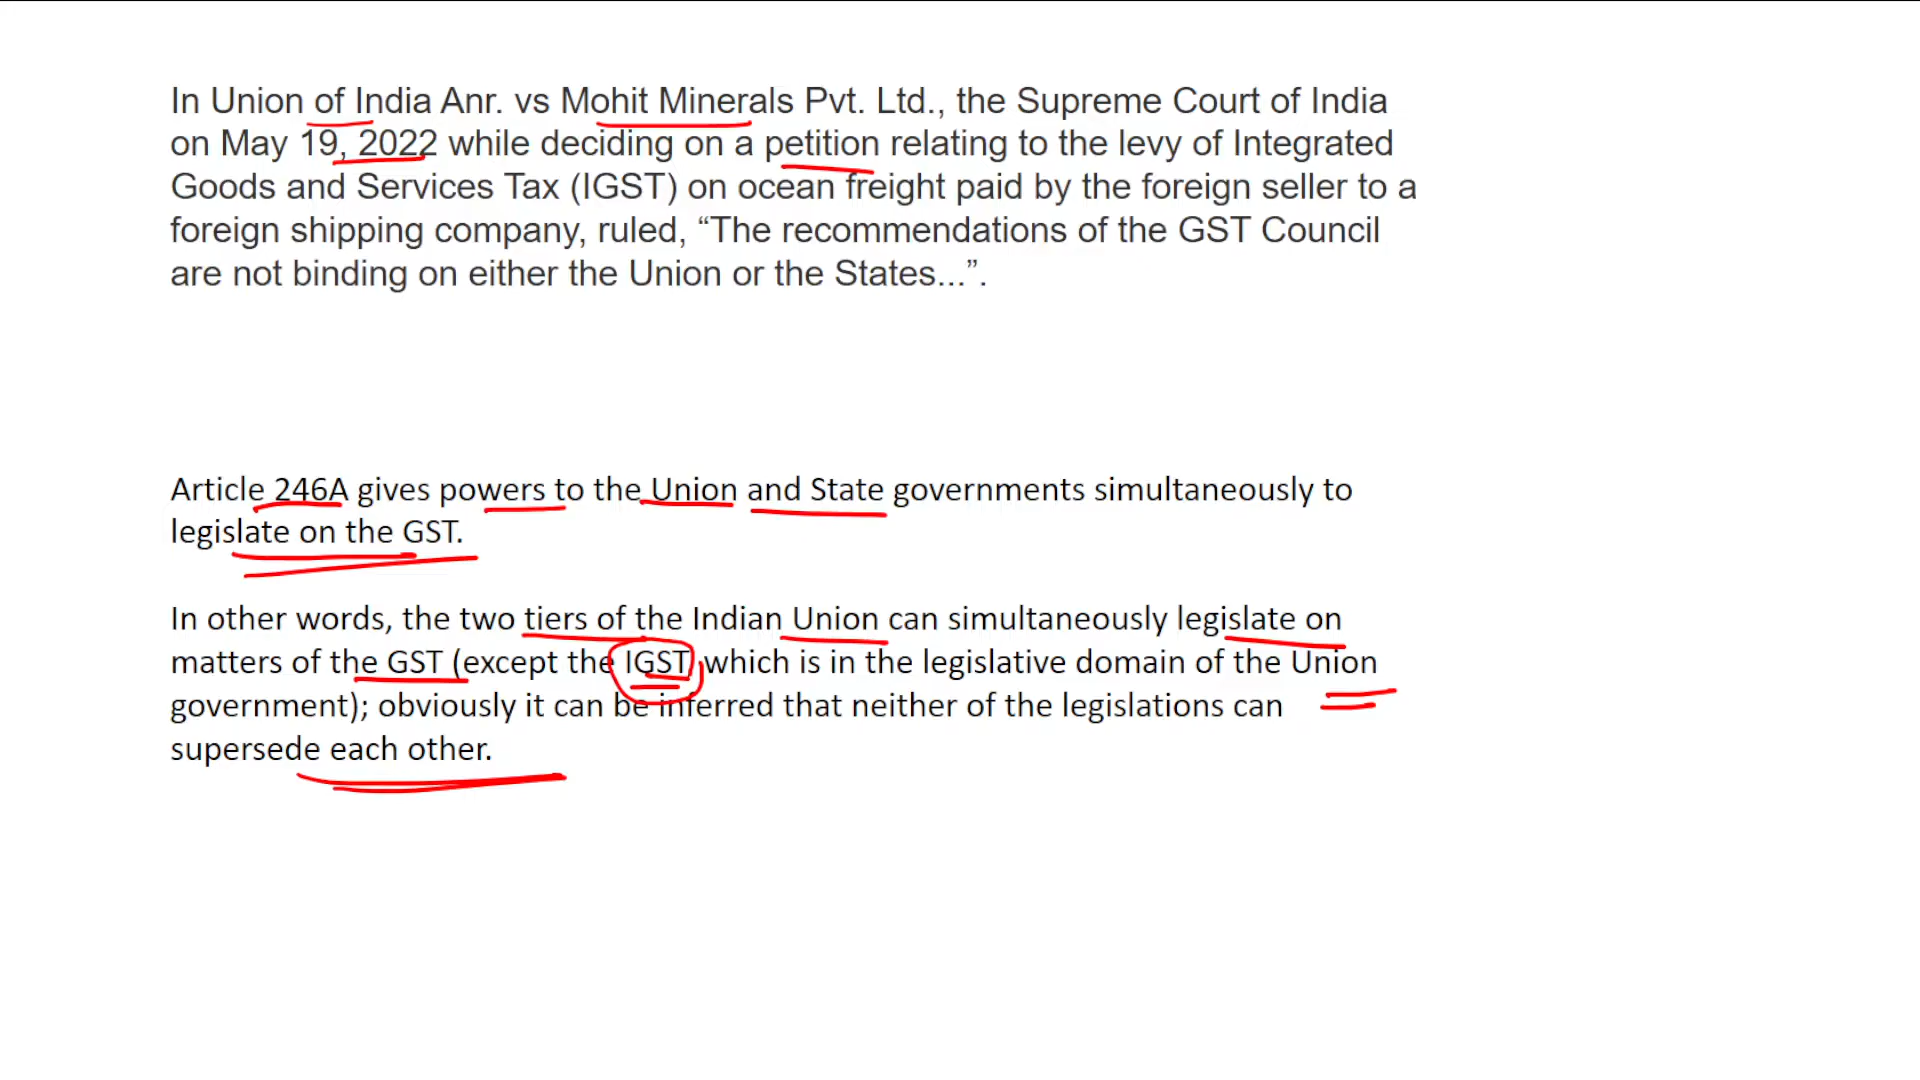 In Union of India Anr. vs Mohit Minerals Pvt. Ltd., the Supreme Court of India
on May 19, 2022 while deciding on a petition relating to the levy of Integrated
Goods and Services Tax (IGST) on ocean freight paid by the foreign seller to a
foreign shipping company, ruled, “The recommendations of the GST Council
are not binding on either the Union or the States...”.
Article 246A gives powers to the Union and State governments simultaneously to
legislate on the GST.
In other words, the two tiers of the Indian Union can simultaneously legislate on
matters of the GST (except the IGST, which is in the legislative domain of the Union
government); obviously it can be inferred that neither of the legislations can
supersede each other.